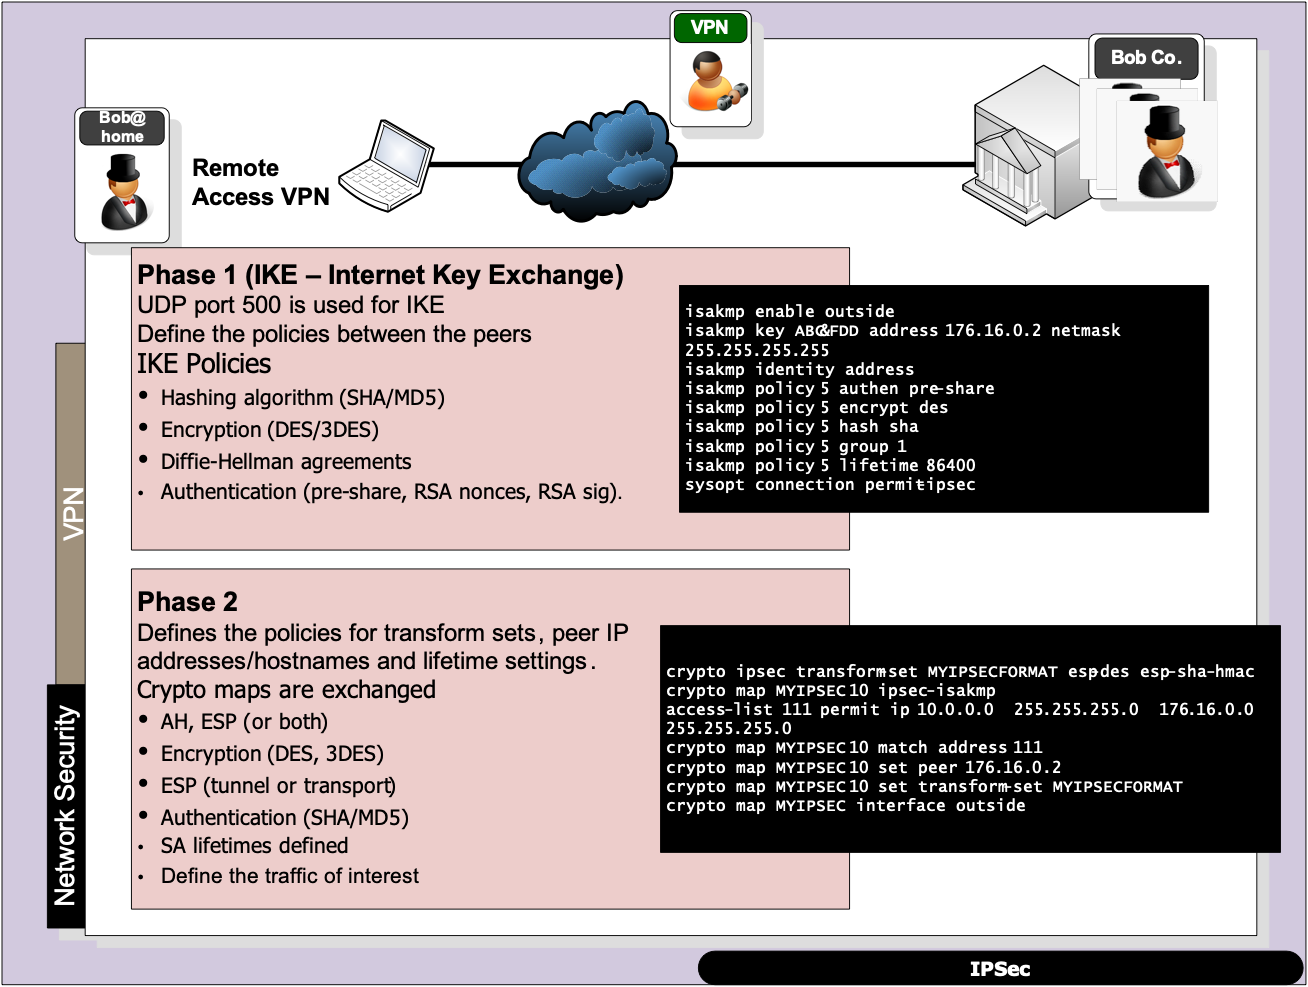 VPN
Bob Co.
Bob@
home
Remote
Access VPN
Phase 1 (IKE – Internet Key Exchange)
UDP port 500 is used for IKE
Define the policies between the peers
IKE Policies
• Hashing algorithm (SHA/MD5)
• Encryption (DES/3DES)
• Diffie-Hellman agreements
• Authentication (pre-share, RSA nonces, RSA sig).
isakmp enable outside
isakmp key ABC&FDD address 176.16.0.2 netmask
255.255.255.255
isakmp identity address
isakmp policy 5 authen pre-share
isakmp policy 5 encrypt des
isakmp policy 5 hash sha
isakmp policy 5 group 1
isakmp policy 5 lifetime 86400
sysopt connection permit-ipsec
Phase 2
Defines the policies for transform sets, peer IP
addresses/hostnames and lifetime settings.
Crypto maps are exchanged
• AH, ESP (or both)
• Encryption (DES, 3DES)
• ESP (tunnel or transport)
• Authentication (SHA/MD5)
• SA lifetimes defined
• Define the traffic of interest
crypto ipsec transform-set MYIPSECFORMAT esp-des esp-sha-hmac
crypto map MYIPSEC 10 ipsec-isakmp
access-list 111 permit ip 10.0.0.0 255.255.255.0 176.16.0.0
255.255.255.0
crypto map MYIPSEC 10 match address 111
crypto map MYIPSEC 10 set peer 176.16.0.2
crypto map MYIPSEC 10 set transform-set MYIPSECFORMAT
crypto map MYIPSEC interface outside
VPN
Network Security
IPSec